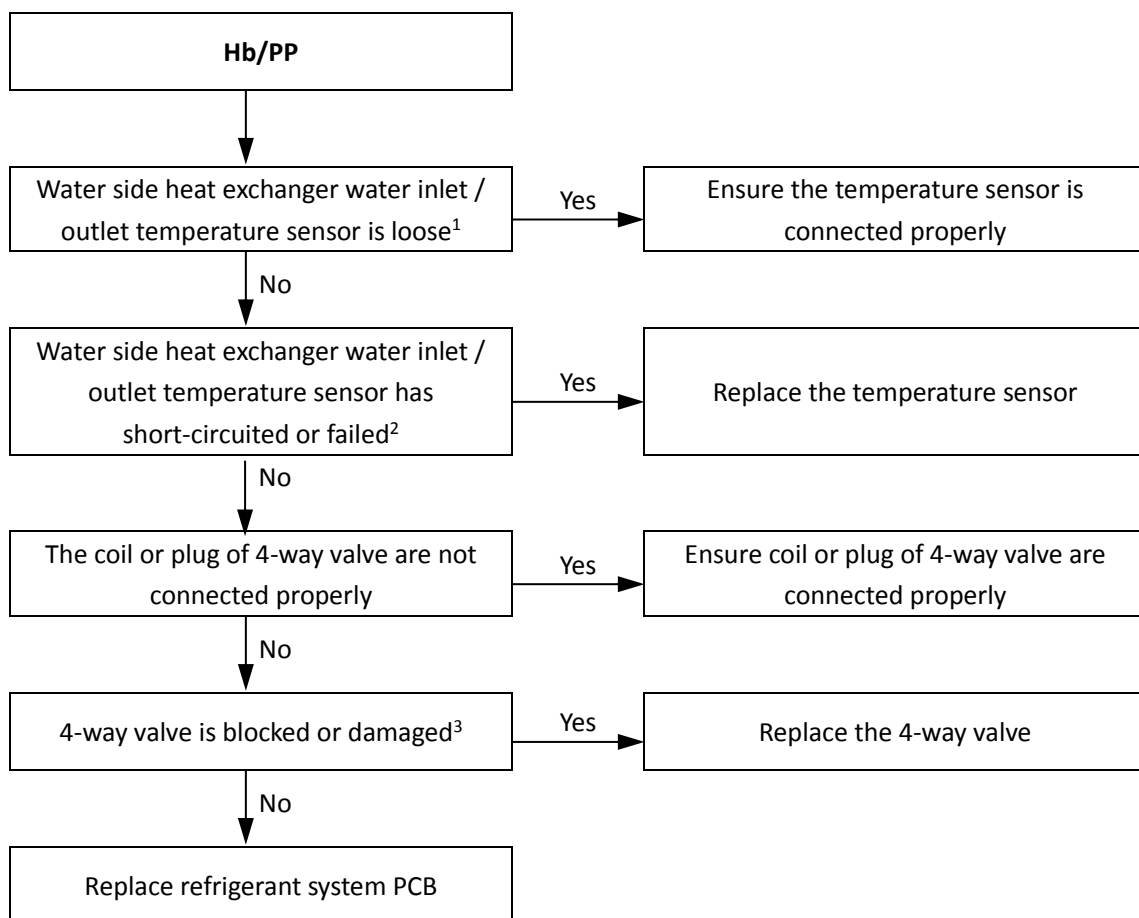 Hb/PP
Water side heat exchanger water inlet /
outlet temperature sensor is loose¹
Yes
Ensure the temperature sensor is
connected properly
No
Water side heat exchanger water inlet /
outlet temperature sensor has
short-circuited or failed²
Yes
Replace the temperature sensor
No
The coil or plug of 4-way valve are not
connected properly
Yes
Ensure coil or plug of 4-way valve are
connected properly
No
4-way valve is blocked or damaged³
Yes
Replace the 4-way valve
No
Replace refrigerant system PCB